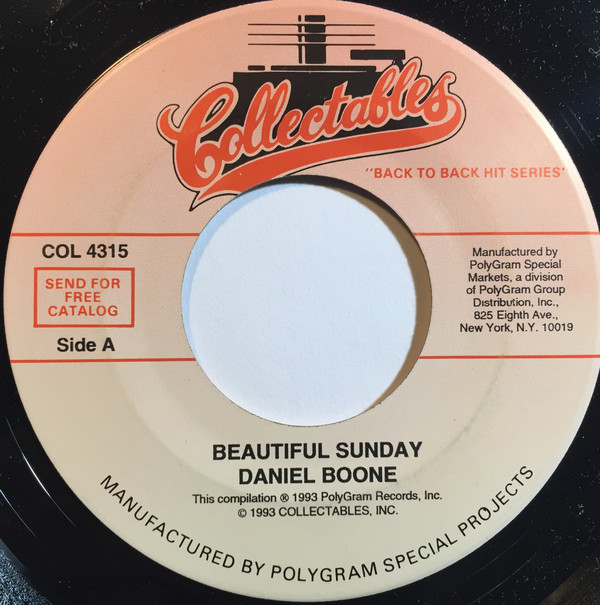 Collectables
"BACK TO BACK HIT SERIES"
COL 4315
SEND FOR
FREE
CATALOG
Side A
Manufactured by
PolyGram Special
Markets, a division
of PolyGram Group
Distribution, Inc.,
825 Eighth Ave.,
New York, N.Y. 10019
BEAUTIFUL SUNDAY
DANIEL BOONE
This compilation ® 1993 PolyGram Records, Inc.
© 1993 COLLECTABLES, INC.
MANUFACTURED BY POLYGRAM SPECIAL PROJECTS